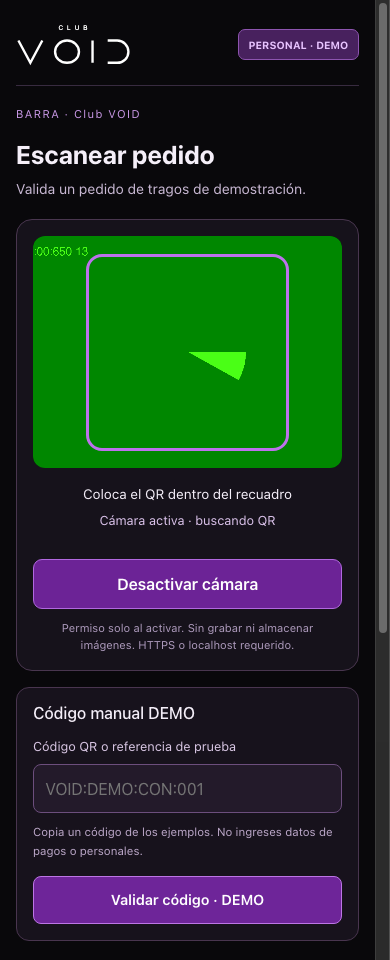 CLUB
VOID
PERSONAL · DEMO
BARRA · Club VOID
Escanear pedido
Valida un pedido de tragos de demostración.
:00:650 13
Coloca el QR dentro del recuadro
Cámara activa · buscando QR
Desactivar cámara
Permiso solo al activar. Sin grabar ni almacenar
imágenes. HTTPS o localhost requerido.
Código manual DEMO
Código QR o referencia de prueba
VOID:DEMO:CON:001
Copia un código de los ejemplos. No ingreses datos de
pagos o personales.
Validar código · DEMO